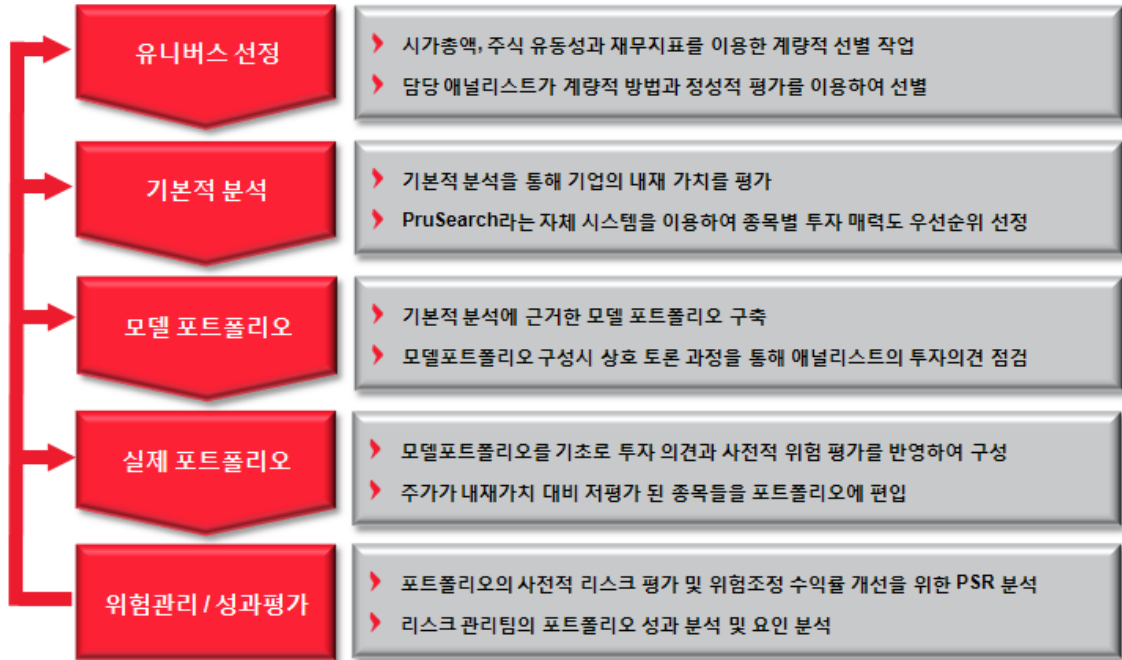 유니버스 선정
시가총액, 주식 유동성과 재무지표를 이용한 계량적 선별 작업
담당 애널리스트가 계량적 방법과 정성적 평가를 이용하여 선별
기본적 분석
기본적 분석을 통해 기업의 내재 가치를 평가
PruSearch라는 자체 시스템을 이용하여 종목별 투자 매력도 우선순위 선정
모델 포트폴리오
기본적 분석에 근거한 모델 포트폴리오 구축
모델포트폴리오 구성시 상호 토론 과정을 통해 애널리스트의 투자의견 점검
실제 포트폴리오
모델포트폴리오를 기초로 투자 의견과 사전적 위험 평가를 반영하여 구성
주가가 내재가치 대비 저평가 된 종목들을 포트폴리오에 편입
위험관리 / 성과평가
포트폴리오의 사전적 리스크 평가 및 위험조정 수익률 개선을 위한 PSR 분석
리스크 관리팀의 포트폴리오 성과 분석 및 요인 분석